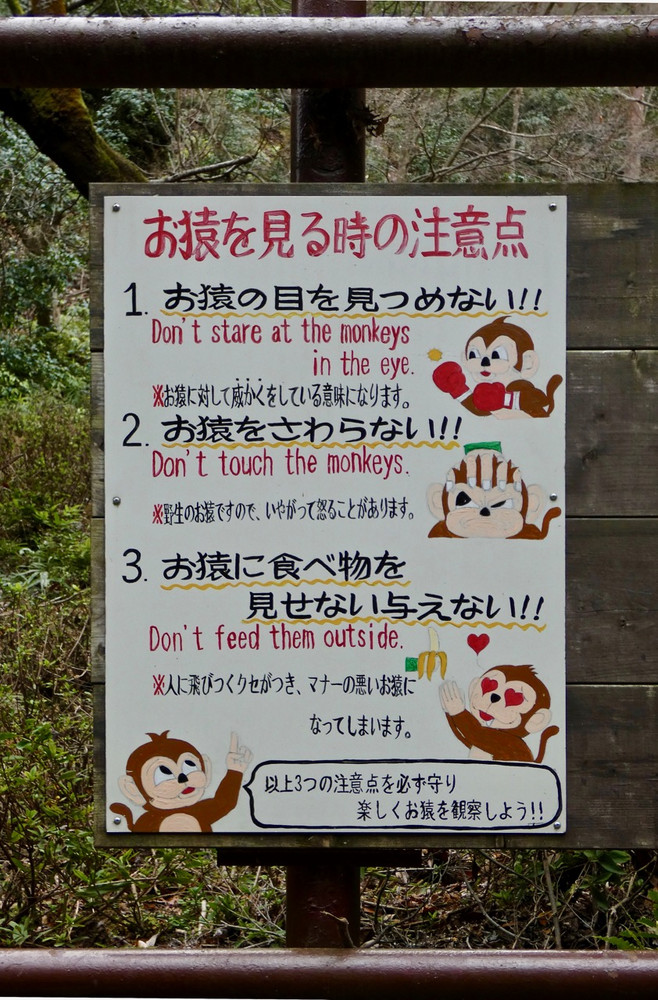 お猿を見る時の注意点
1. お猿の目を見つめない!!
Don't stare at the monkeys
in the eye.
※お猿に対して威かくをしている意味になります。
2. お猿をさわらない!!
Don't touch the monkeys.
※野生のお猿ですので、いやがって怒ることがあります。
3. お猿に食べ物を
見せない与えない!!
Don't feed them outside.
※人に飛びつくクセがつき、マナーの悪いお猿に
なってしまいます。
以上3つの注意点を必ず守り
楽しくお猿を観察しよう!!